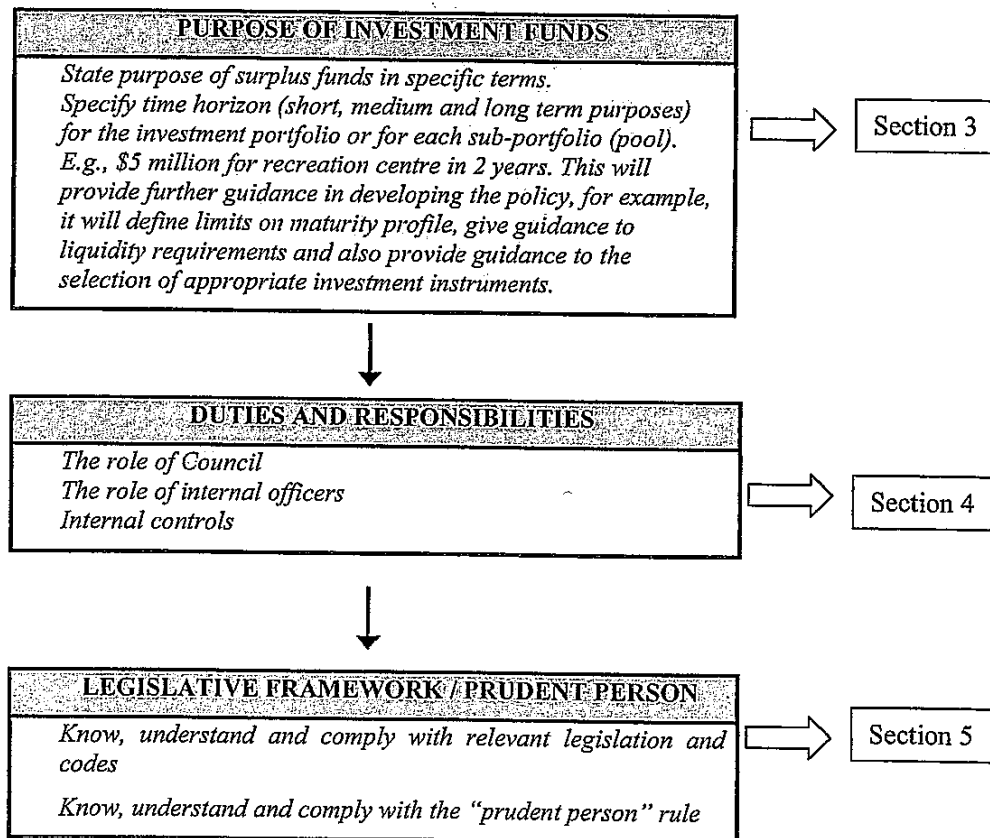 PURPOSE OF INVESTMENT FUNDS
State purpose of surplus funds in specific terms.
Specify time horizon (short, medium and long term purposes)
for the investment portfolio or for each sub-portfolio (pool).
E.g., $5 million for recreation centre in 2 years. This will
provide further guidance in developing the policy, for example,
it will define limits on maturity profile, give guidance to
liquidity requirements and also provide guidance to the
selection of appropriate investment instruments.
Section 3
DUTIES AND RESPONSIBILITIES
The role of Council
The role of internal officers
Internal controls
Section 4
LEGISLATIVE FRAMEWORK / PRUDENT PERSON
Know, understand and comply with relevant legislation and
codes
Know, understand and comply with the “prudent person” rule
Section 5